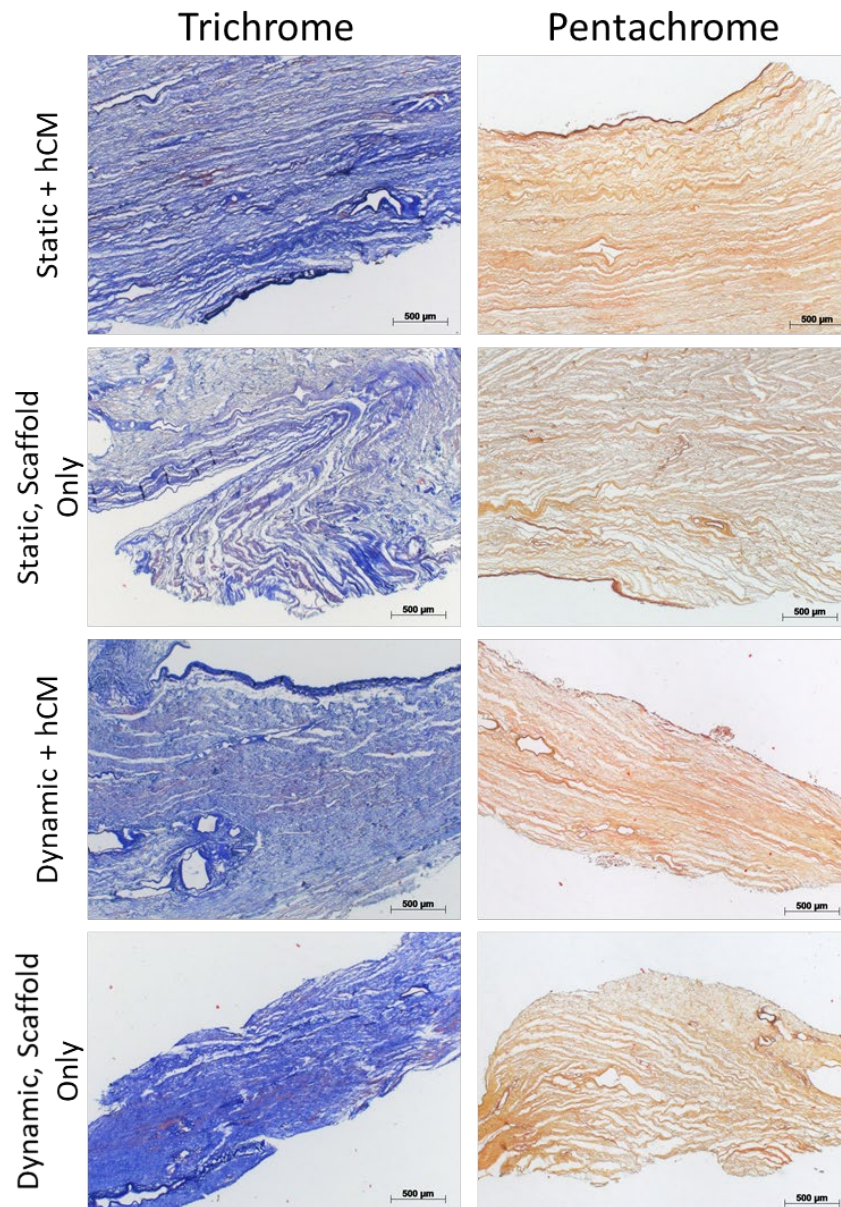 Trichrome
Pentachrome
Static + hCM
500 µm
500 µm
Static, Scaffold
Only
500 µm
500 µm
Dynamic + hCM
500 µm
500 µm
Dynamic, Scaffold
Only
500 µm
500 µm